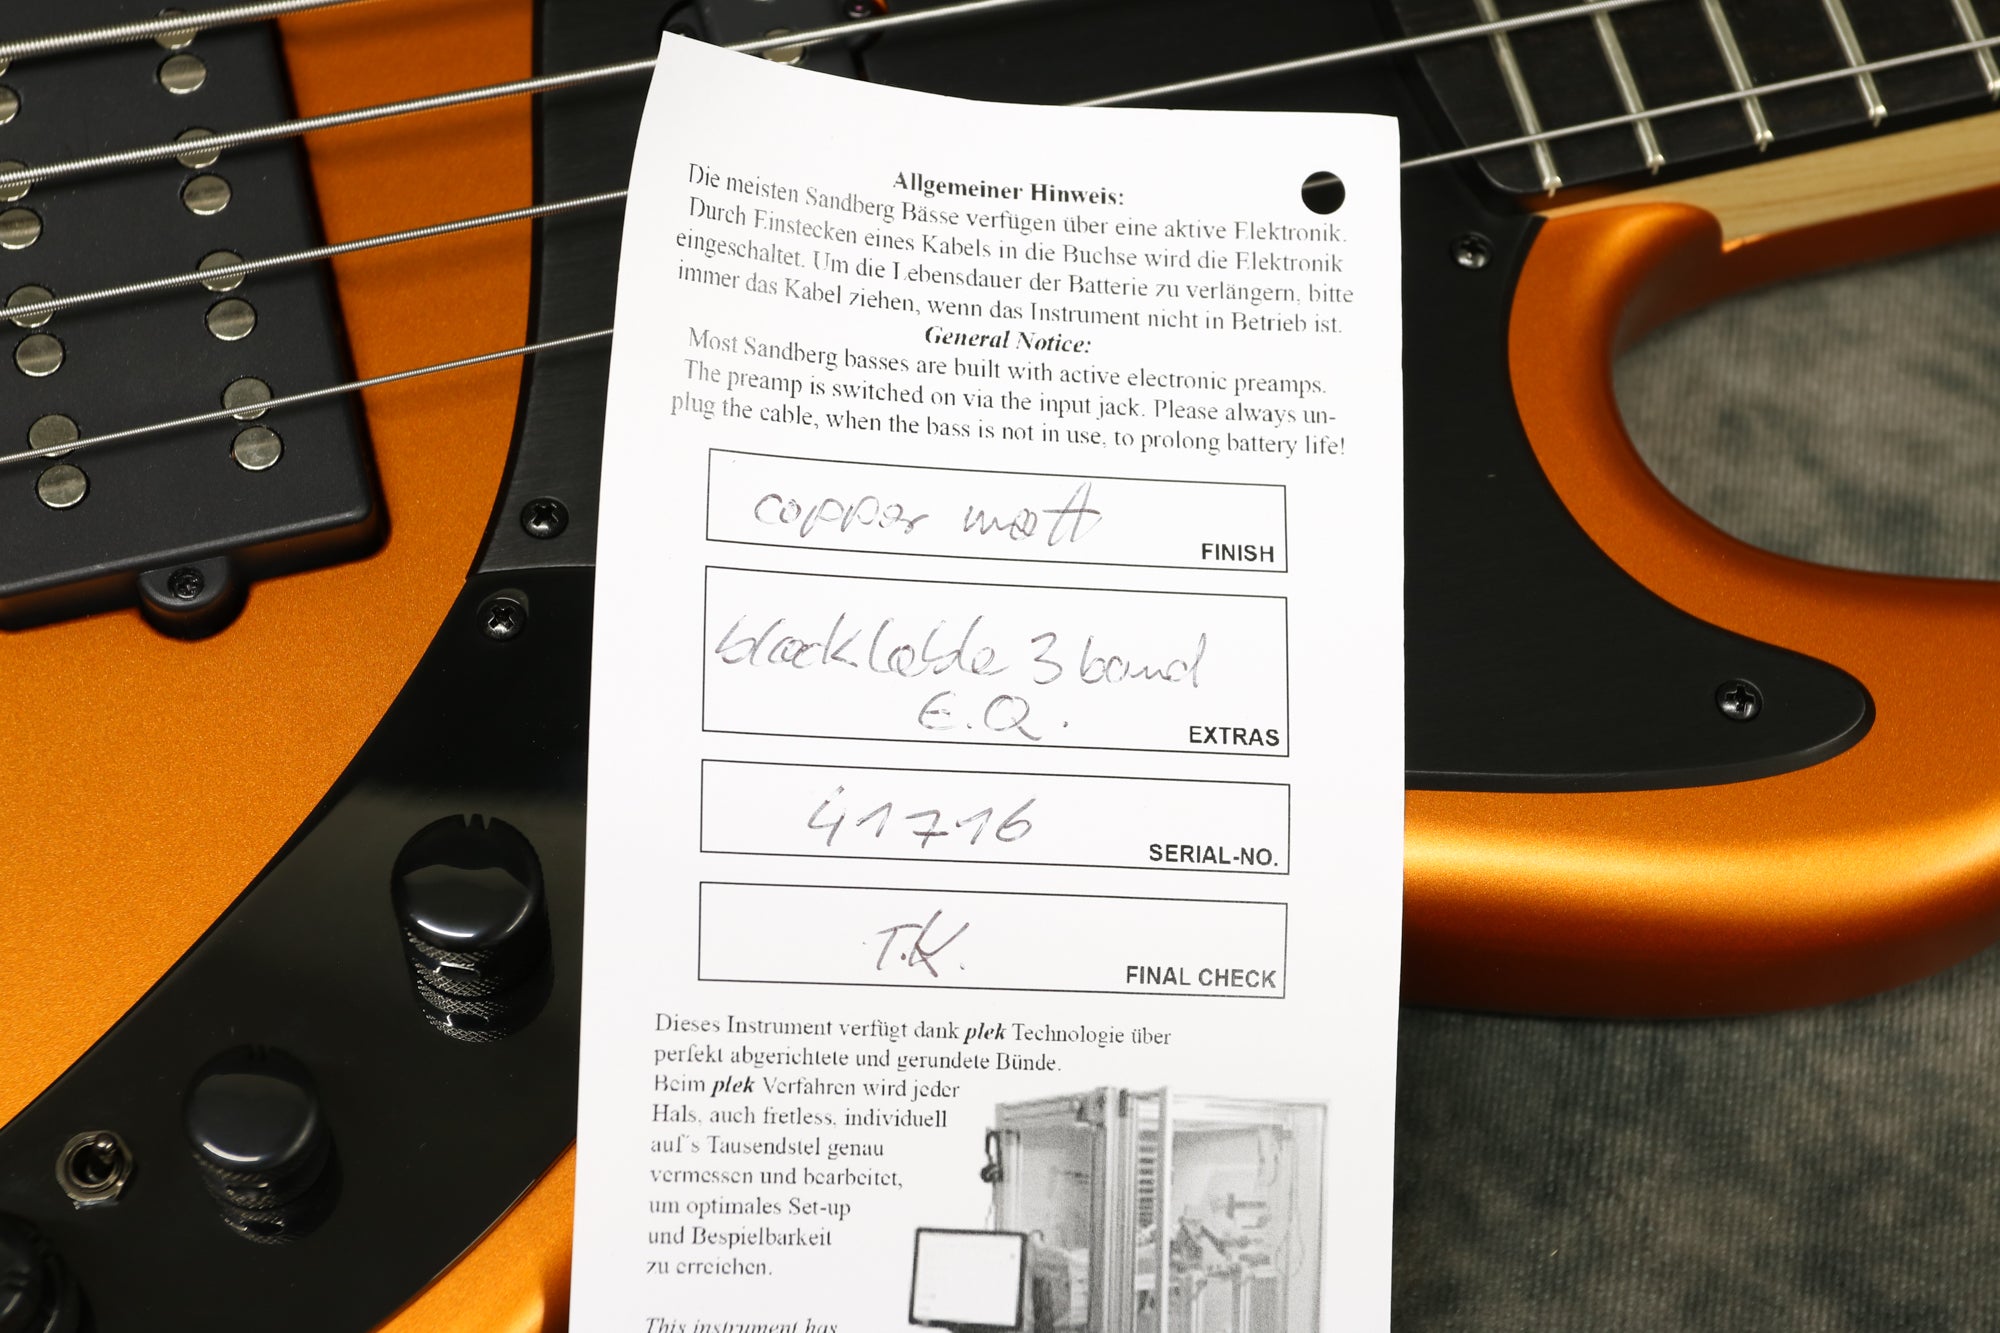 Allgemeiner Hinweis:
Die meisten Sandberg Bässe verfügen über eine aktive Elektronik.
Durch Einstecken eines Kabels in die Buchse wird die Elektronik
eingeschaltet. Um die Lebensdauer der Batterie zu verlängern, bitte
immer das Kabel ziehen, wenn das Instrument nicht in Betrieb ist.
General Notice:
Most Sandberg basses are built with active electronic preamps.
The preamp is switched on via the input jack. Please always un-
plug the cable, when the bass is not in use, to prolong battery life!
copper matt
FINISH
black lable 3 band
E.Q.
EXTRAS
41716
SERIAL-NO.
T.K.
FINAL CHECK
Dieses Instrument verfügt dank plek Technologie über
perfekt abgerichtete und gerundete Bünde.
Beim plek Verfahren wird jeder
Hals, auch fretless, individuell
auf´s Tausendstel genau
vermessen und bearbeitet,
um optimales Set-up
und Bespielbarkeit
zu erreichen.
This instrument has